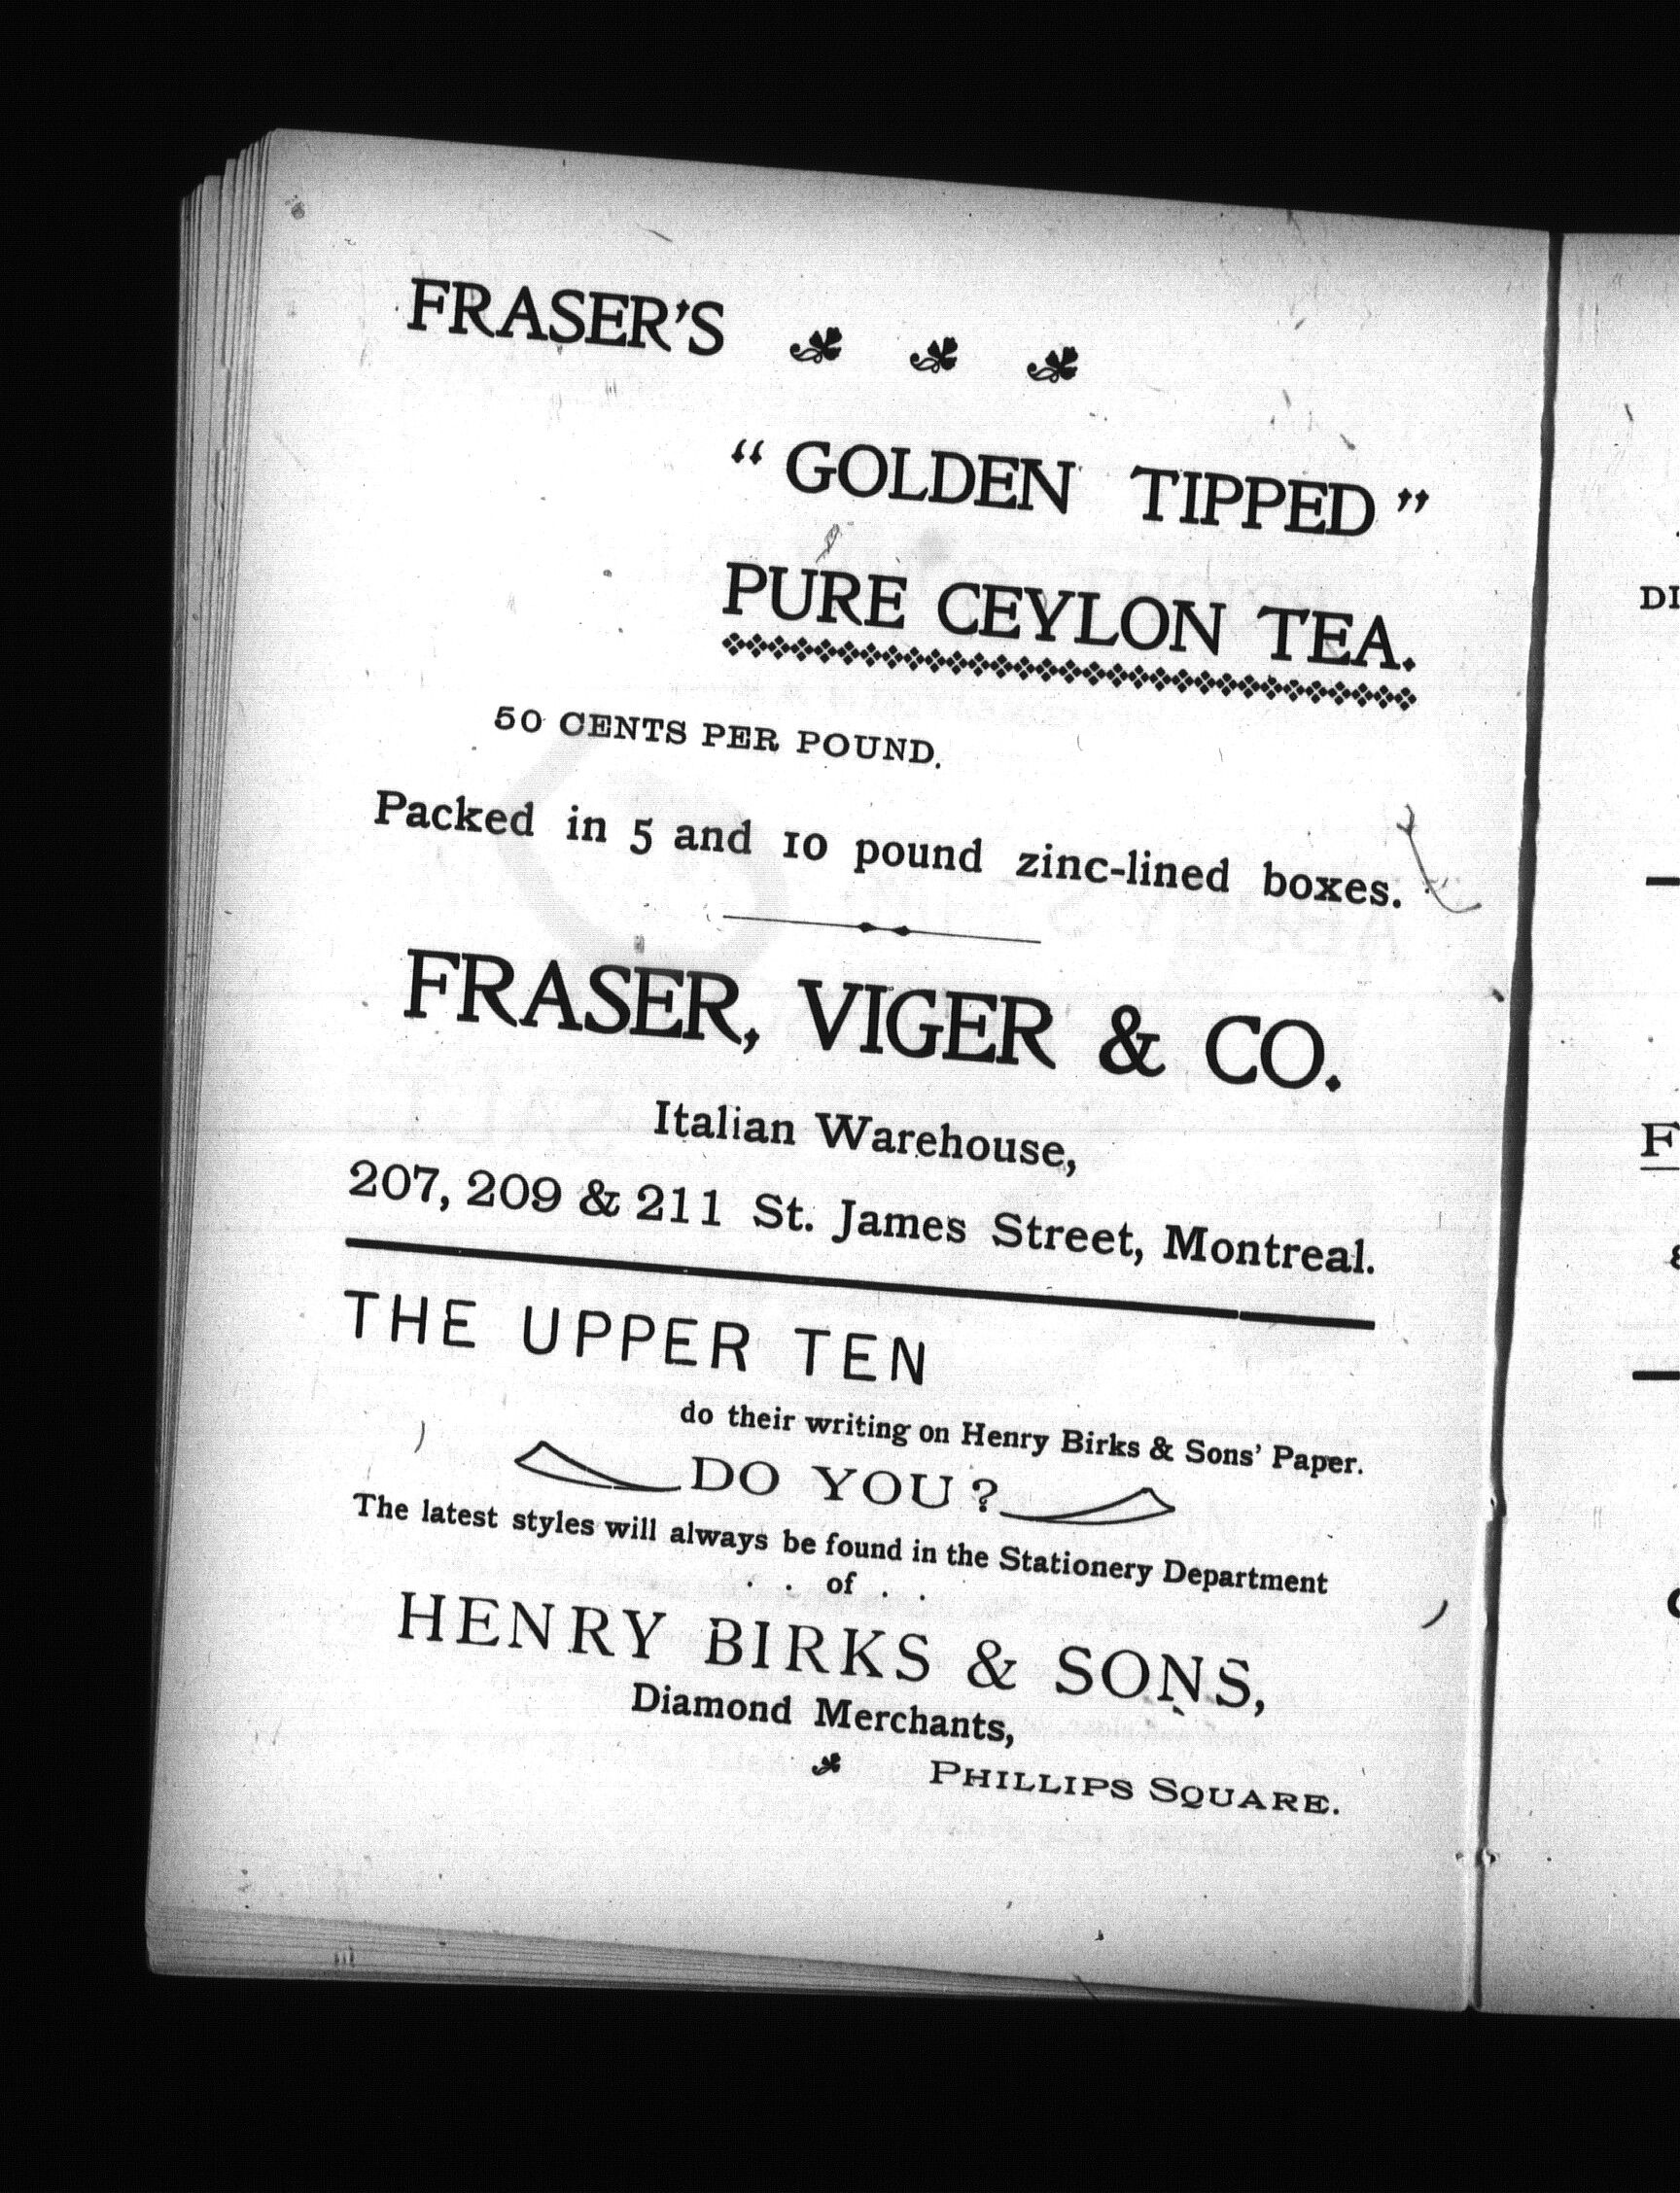 FRASER'S
" GOLDEN TIPPED "
PURE CEYLON TEA.
50 CENTS PER POUND.
Packed in 5 and 10 pound zinc-lined boxes.
FRASER, VIGER & CO.
Italian Warehouse,
207, 209 & 211 St. James Street, Montreal.
THE UPPER TEN
do their writing on Henry Birks & Sons' Paper.
DO YOU ?
The latest styles will always be found in the Stationery Department
. . of . .
HENRY BIRKS & SONS,
Diamond Merchants,
PHILLIPS SQUARE.
DI
F